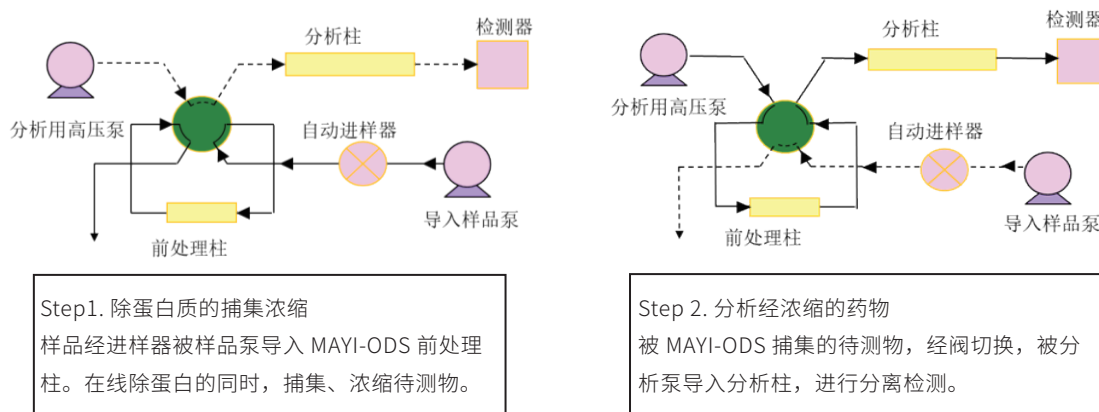 检测器
分析柱
分析用高压泵
自动进样器
导入样品泵
前处理柱
Step1. 除蛋白质的捕集浓缩
样品经进样器被样品泵导入 MAYI-ODS 前处理
柱。在线除蛋白的同时，捕集、浓缩待测物。
检测器
分析柱
分析用高压泵
自动进样器
导入样品泵
前处理柱
Step 2. 分析经浓缩的药物
被 MAYI-ODS 捕集的待测物，经阀切换，被分
析泵导入分析柱，进行分离检测。